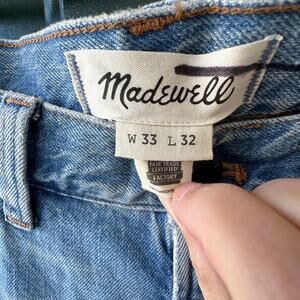 Madewell
W 33 L 32
FAIR TRADE
CERTIFIED
FACTORY